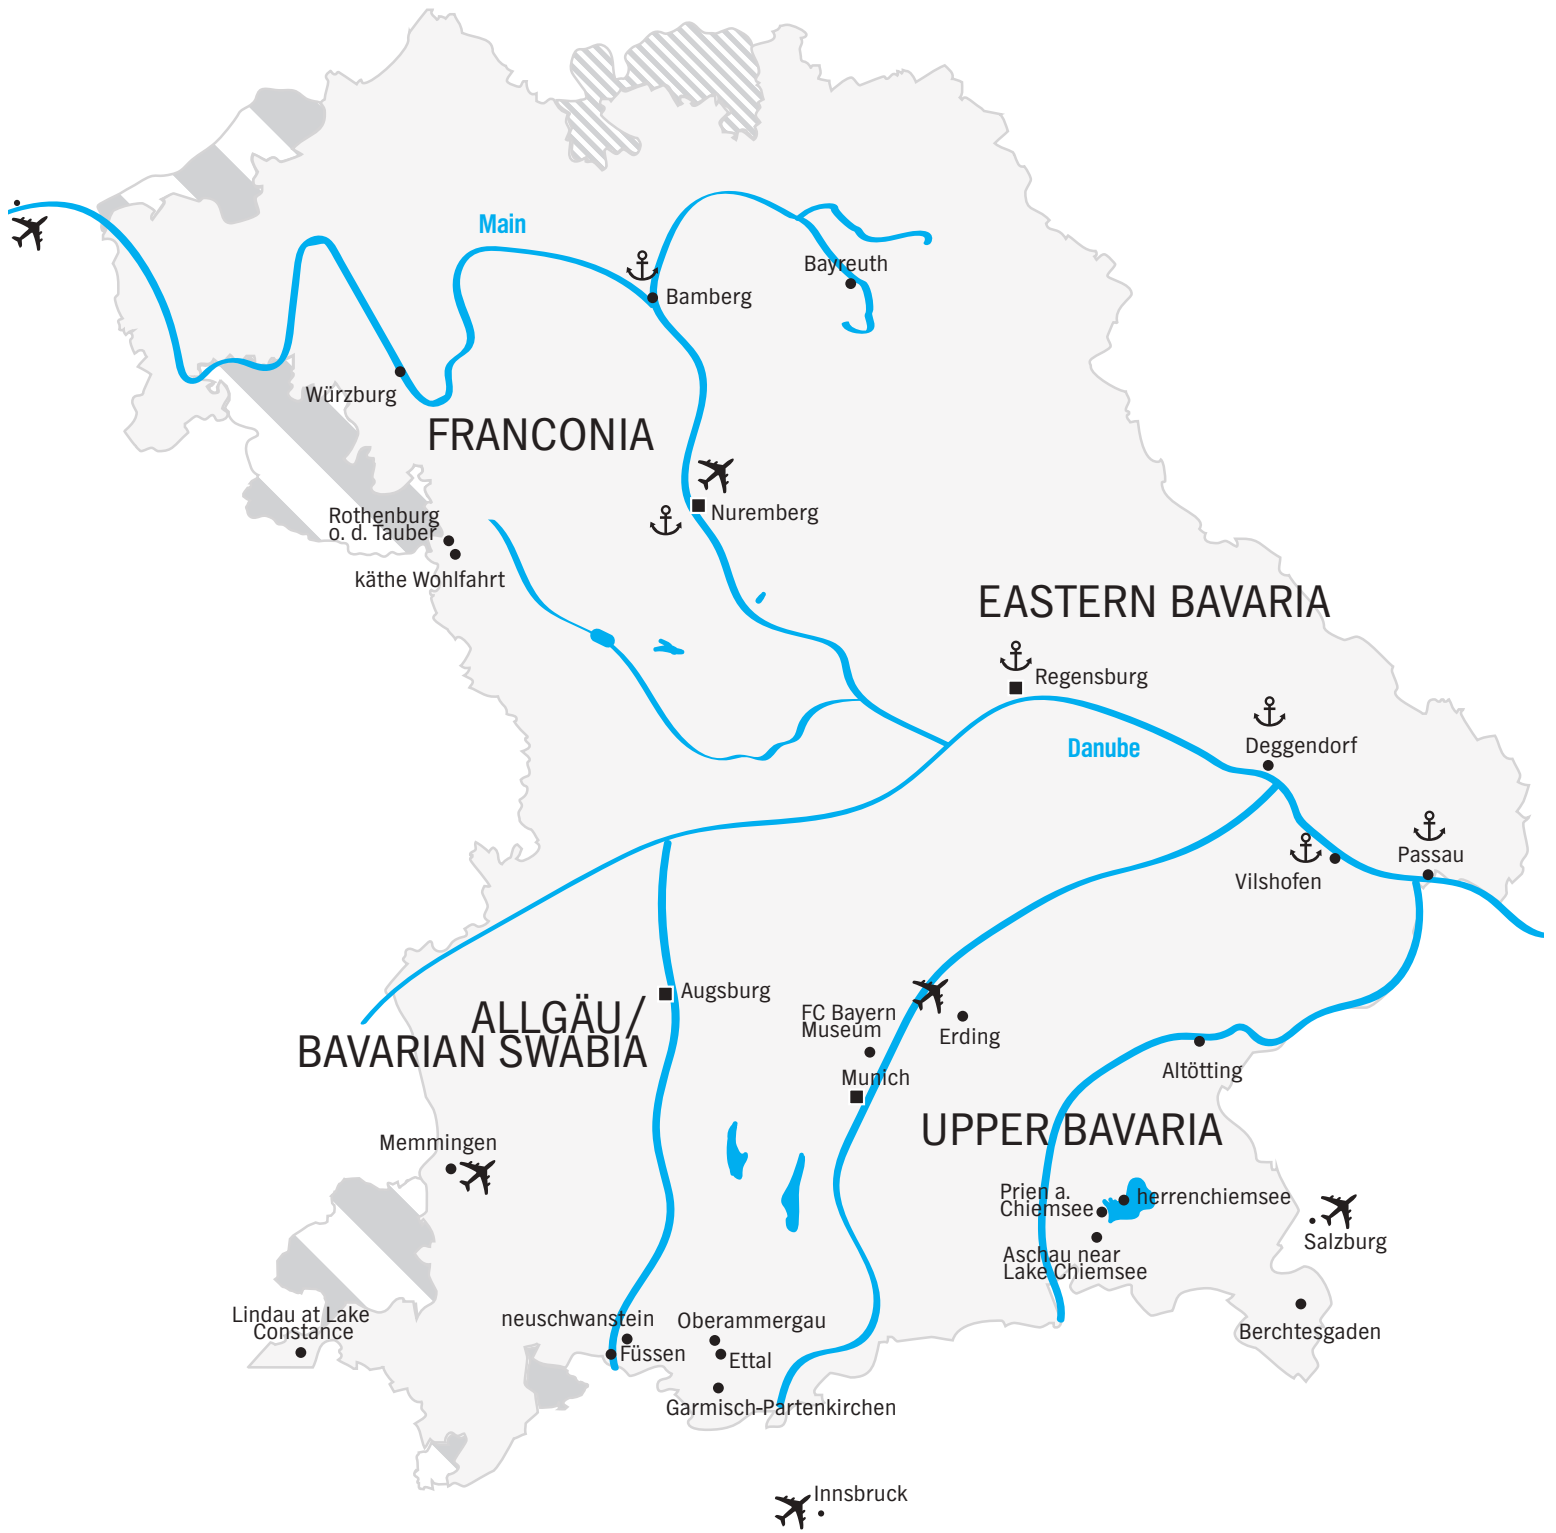 Main
Bayreuth
Bamberg
Würzburg
FRANCONIA
Nuremberg
Rothenburg
o. d. Tauber
käthe Wohlfahrt
EASTERN BAVARIA
Regensburg
Danube
Deggendorf
Passau
Vilshofen
Augsburg
ALLGÄU/
BAVARIAN SWABIA
FC Bayern
Museum
Erding
Munich
Altötting
UPPER BAVARIA
Memmingen
Prien a.
Chiemsee
herrenchiemsee
Aschau near
Lake Chiemsee
Salzburg
Lindau at Lake
Constance
neuschwanstein
Füssen
Oberammergau
Ettal
Garmisch-Partenkirchen
Berchtesgaden
Innsbruck